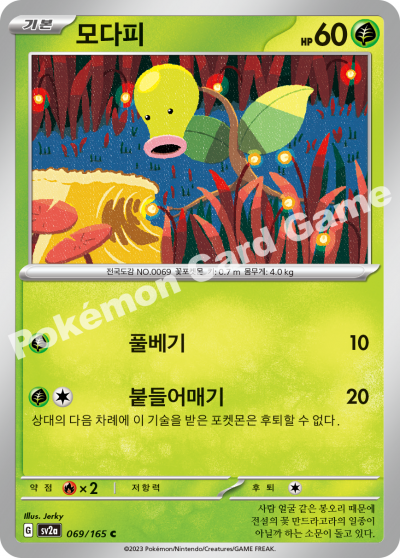 기본 모다피 HP 60
전국도감 NO.0069 꽃포켓몬 키: 0.7 m 몸무게: 4.0 kg
Pokémon Card Game
풀베기 10
붙들어매기 20
상대의 다음 차례에 이 기술을 받은 포켓몬은 후퇴할 수 없다.
약점 ×2 저항력 후퇴
Illus. Jerky
G sv2a 069/165 C
사람 얼굴 같은 봉오리 때문에
전설의 꽃 만드라고라의 일종이
아닐까 하는 소문이 돌고 있다.
©2023 Pokémon/Nintendo/Creatures/GAME FREAK.